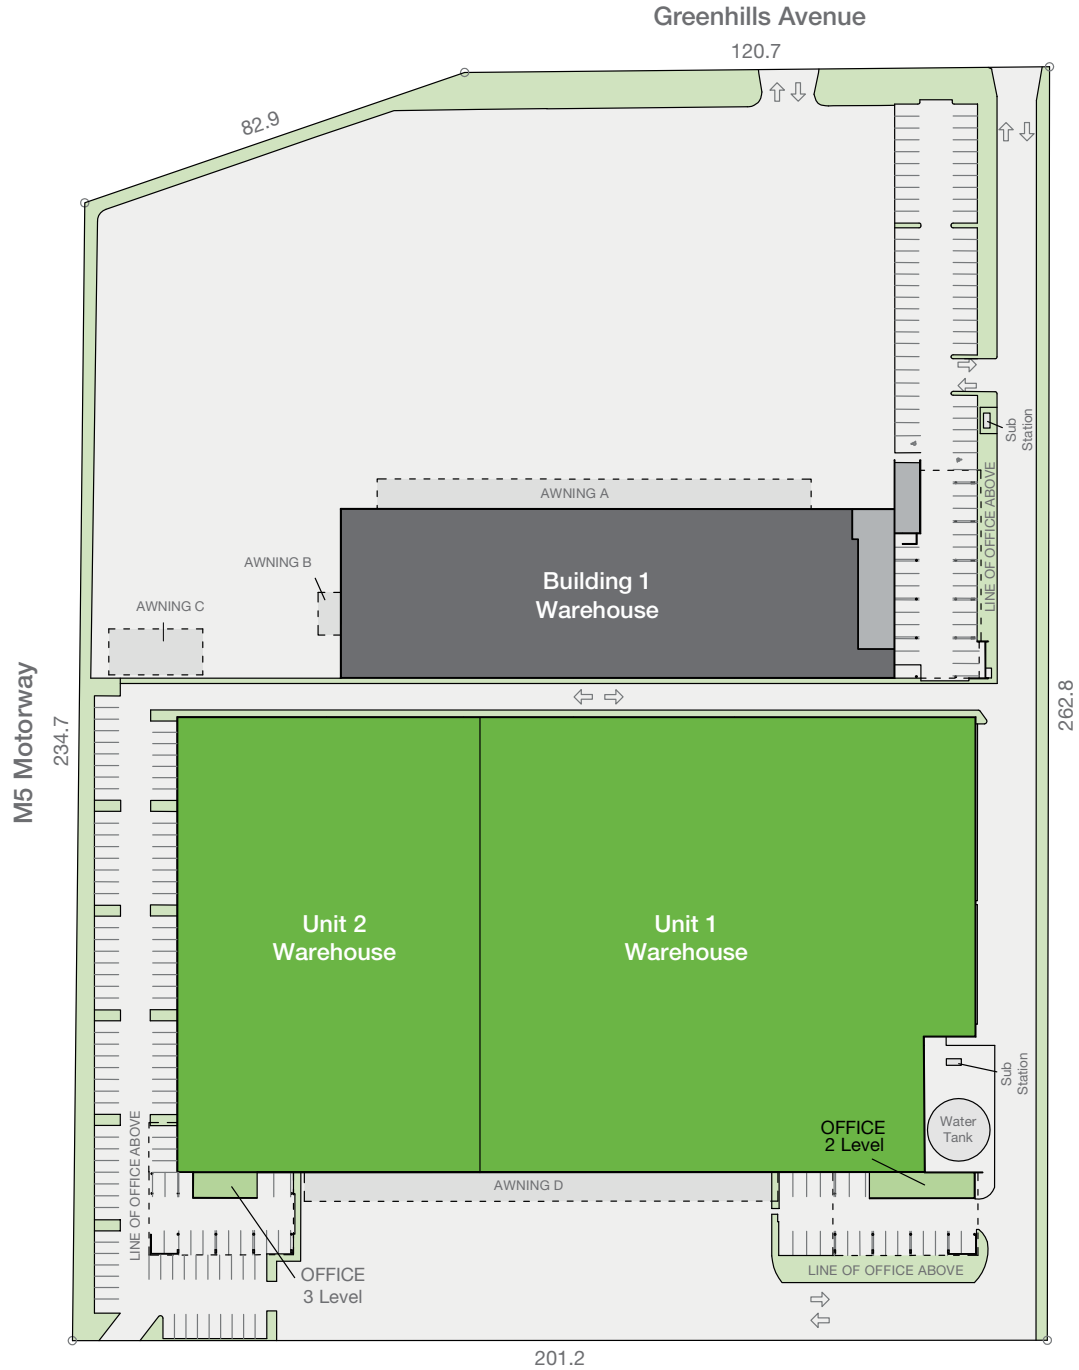 Greenhills Avenue
120.7
82.9
Sub
Station
LINE OF OFFICE ABOVE
AWNING A
AWNING B
AWNING C
Building 1
Warehouse
M5 Motorway
234.7
262.8
Unit 2
Warehouse
Unit 1
Warehouse
Sub
Station
Water
Tank
OFFICE
2 Level
LINE OF OFFICE ABOVE
AWNING D
OFFICE
3 Level
LINE OF OFFICE ABOVE
201.2